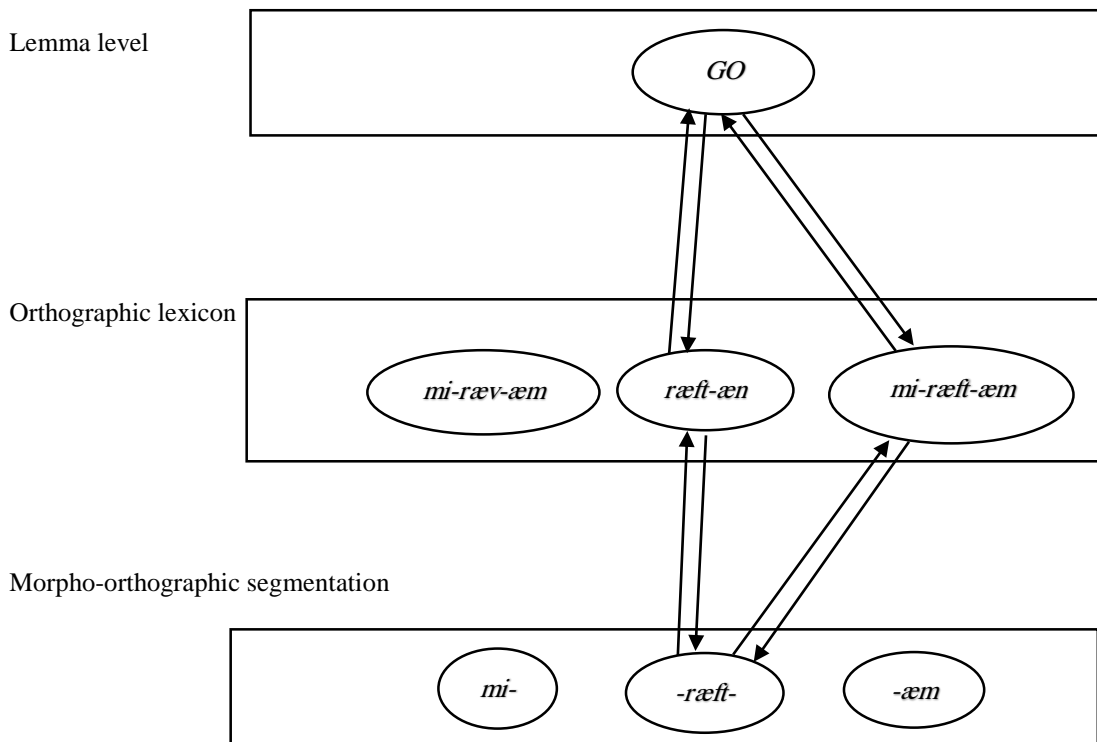 Lemma level
GO
Orthographic lexicon
mi-ræv-æm
ræft-æn
mi-ræft-æm
Morpho-orthographic segmentation
mi-
-ræft-
-æm